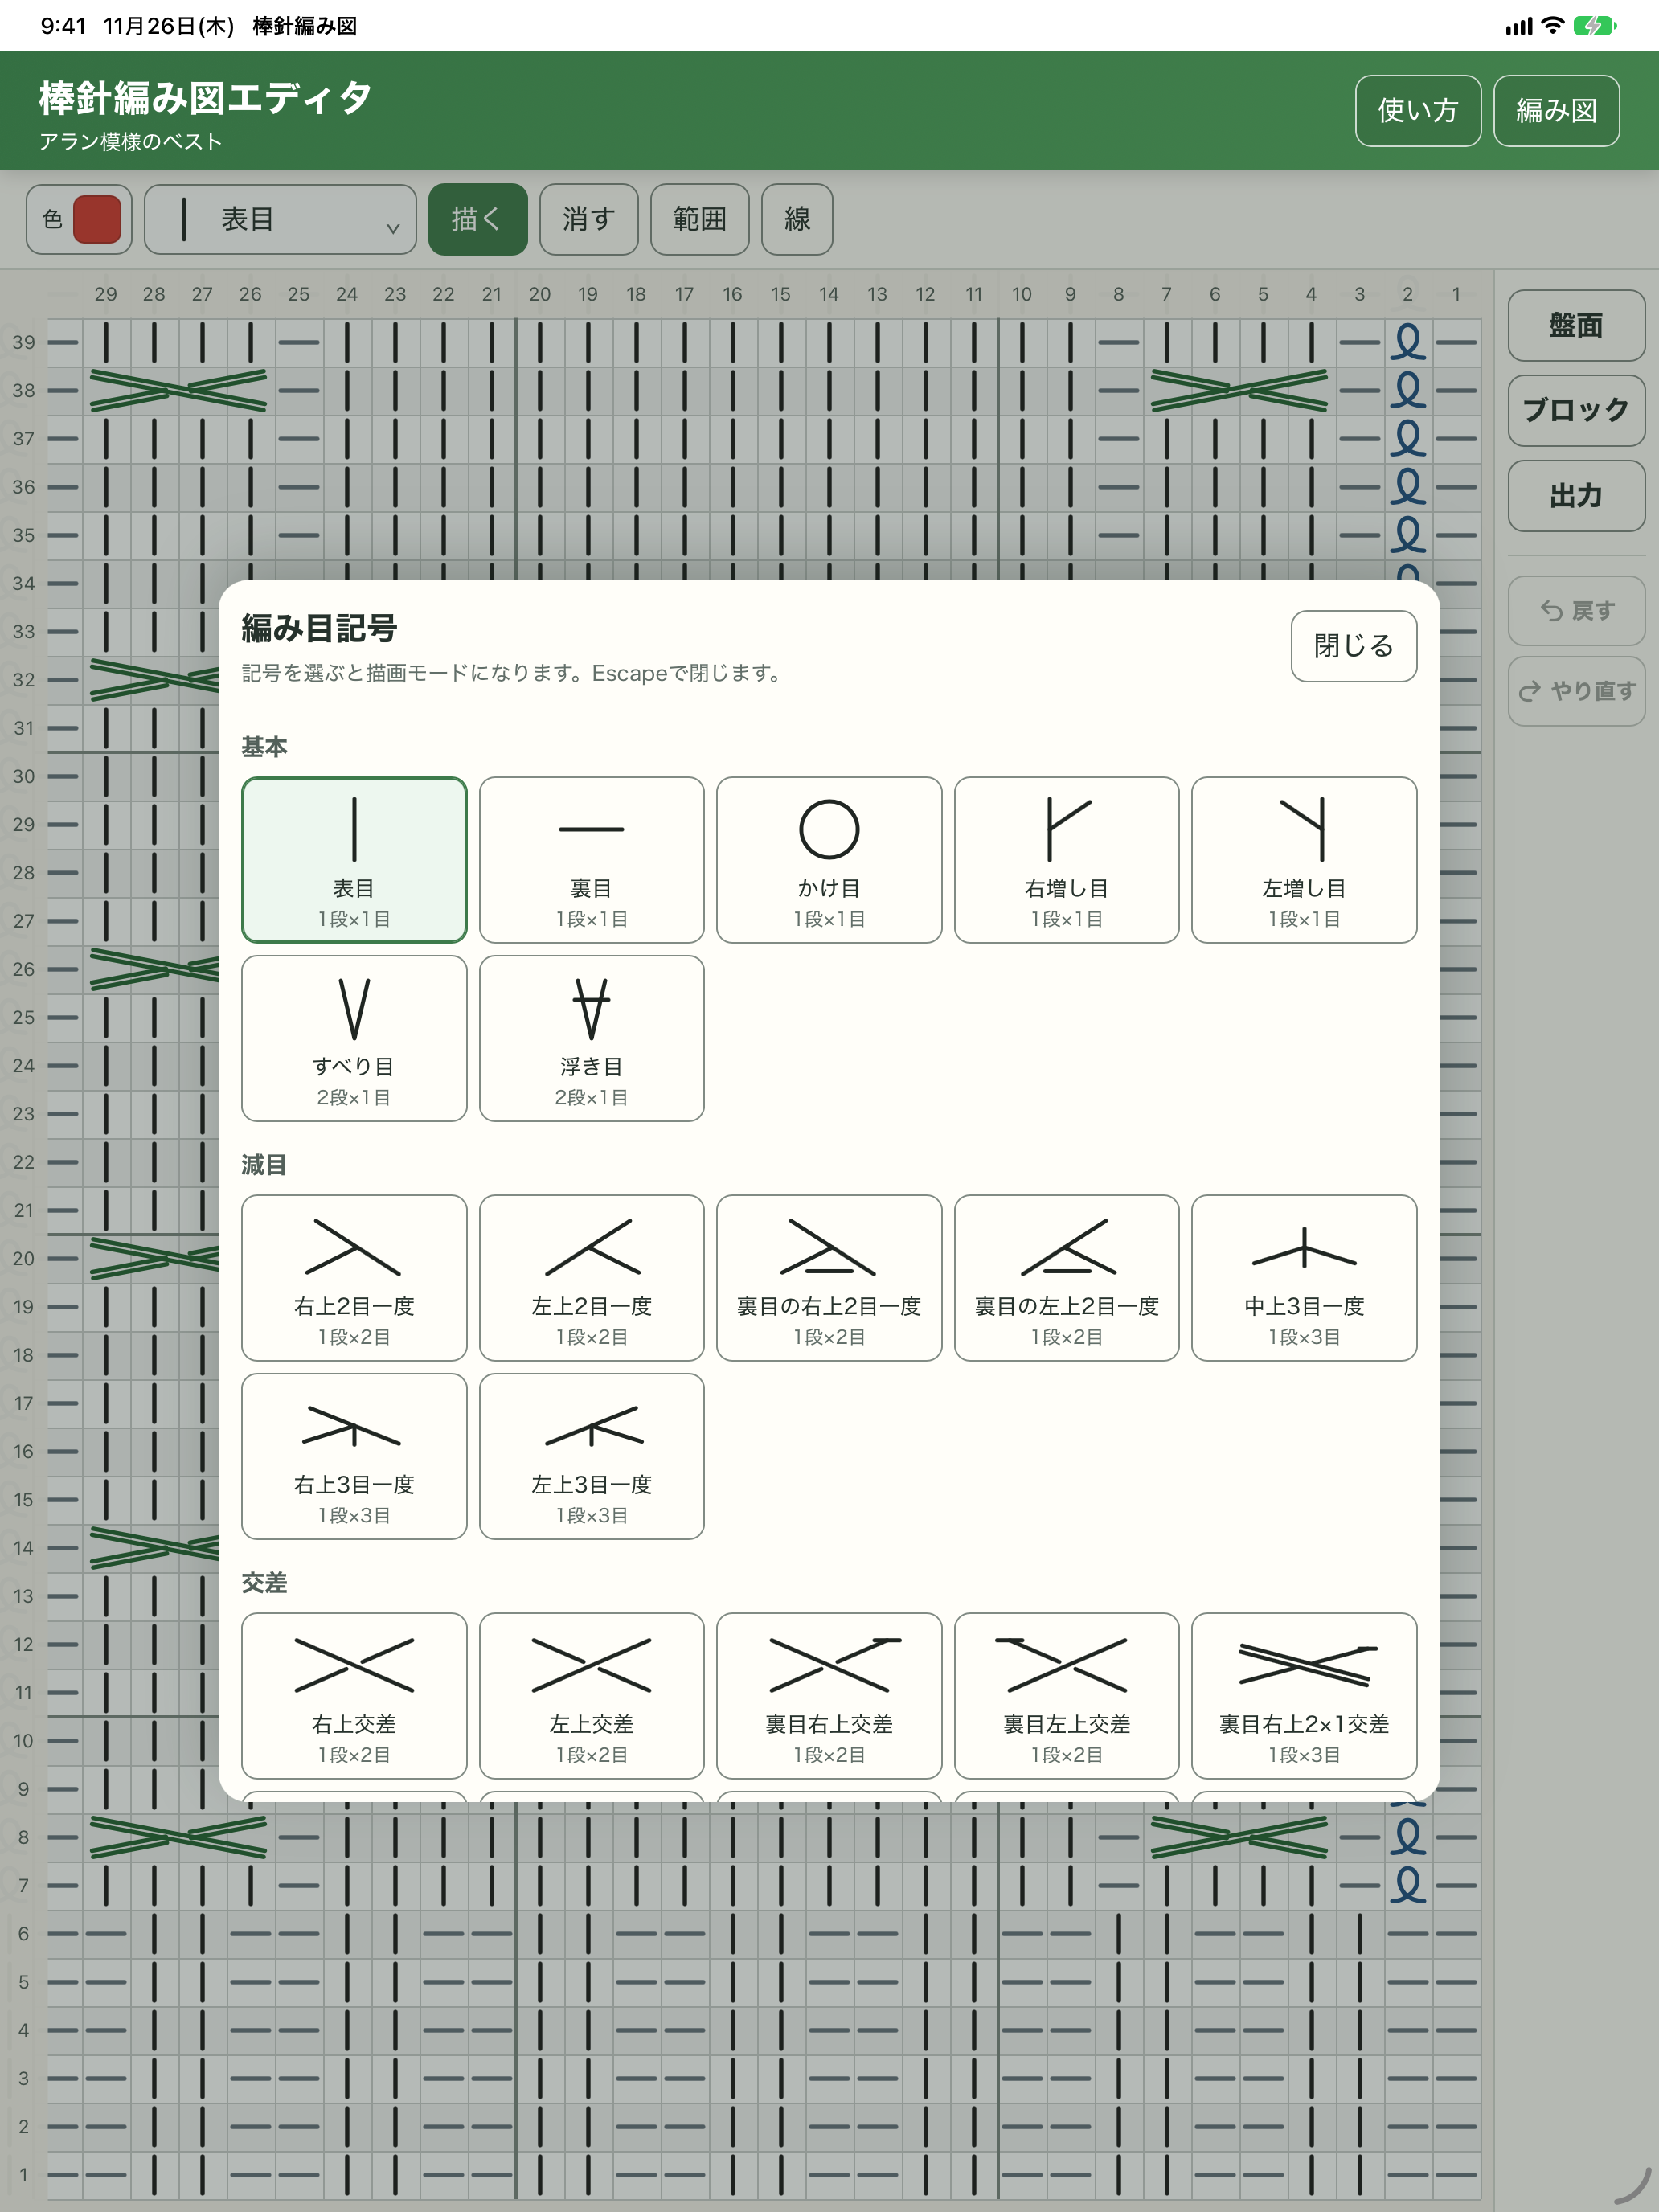 9:41 11月26日(木) 棒針編み図
棒針編み図エディタ
アラン模様のベスト
使い方
編み図
色
表目
描く
消す
範囲
線
29 28 27 26 25 24 23 22 21 20 19 18 17 16 15 14 13 12 11 10 9 8 7 6 5 4 3 2 1
盤面
ブロック
出力
戻す
やり直す
39
38
37
36
35
34
33
32
31
30
29
28
27
26
25
24
23
22
21
20
19
18
17
16
15
14
13
12
11
10
9
8
7
6
5
4
3
2
1
編み目記号
記号を選ぶと描画モードになります。Escapeで閉じます。
閉じる
基本
表目
1段×1目
裏目
1段×1目
かけ目
1段×1目
右増し目
1段×1目
左増し目
1段×1目
すべり目
2段×1目
浮き目
2段×1目
減目
右上2目一度
1段×2目
左上2目一度
1段×2目
裏目の右上2目一度
1段×2目
裏目の左上2目一度
1段×2目
中上3目一度
1段×3目
右上3目一度
1段×3目
左上3目一度
1段×3目
交差
右上交差
1段×2目
左上交差
1段×2目
裏目右上交差
1段×2目
裏目左上交差
1段×2目
裏目右上2×1交差
1段×3目